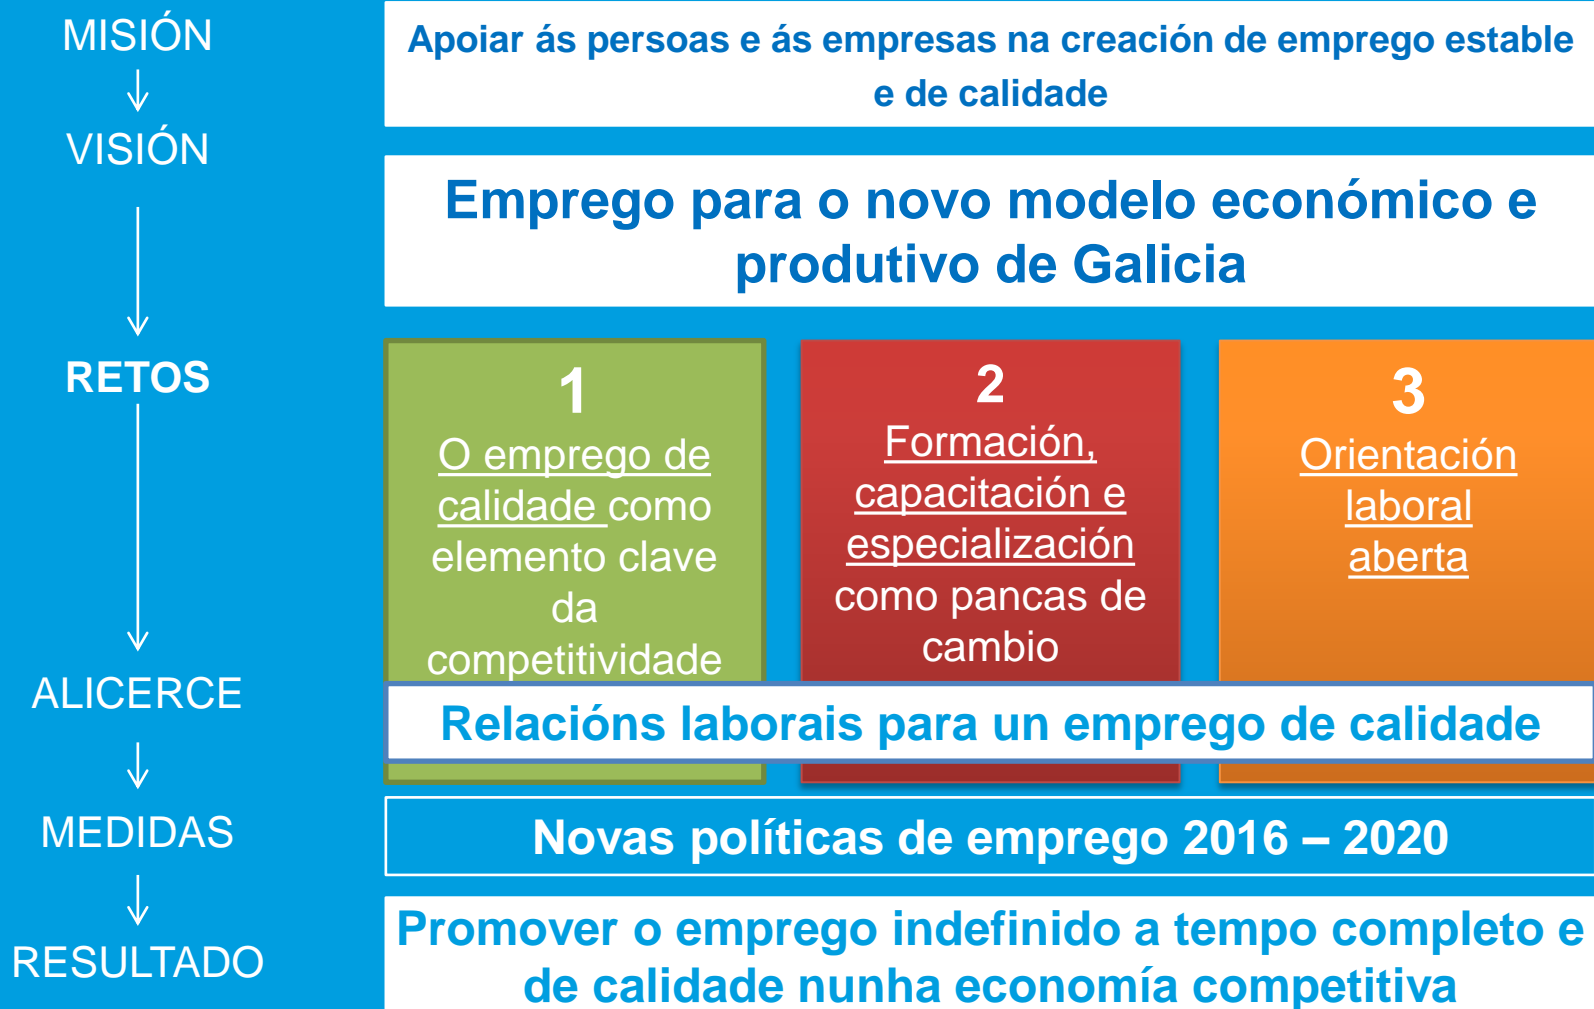 MISIÓN
Apoiar ás persoas e ás empresas na creación de emprego estable
e de calidade
VISIÓN
Emprego para o novo modelo económico e
produtivo de Galicia
RETOS
1
O emprego de
calidade como
elemento clave
da
competitividade
2
Formación,
capacitación e
especialización
como pancas de
cambio
3
Orientación
laboral
aberta
ALICERCE
Relacións laborais para un emprego de calidade
MEDIDAS
Novas políticas de emprego 2016 – 2020
RESULTADO
Promover o emprego indefinido a tempo completo e
de calidade nunha economía competitiva